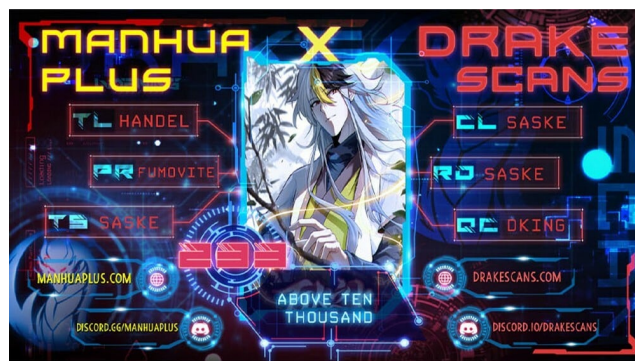 MANHUA X DRAKE
PLUS SCANS
TL HANDEL
CL SASKE
PR FUMOVITE
RD SASKE
TS SASKE
QC DKING
233
MANHUAPLUS.COM
DRAKESCANS.COM
ABOVE TEN
THOUSAND
DISCORD.GG/MANHUAPLUS
DISCORD.IO/DRAKESCANS